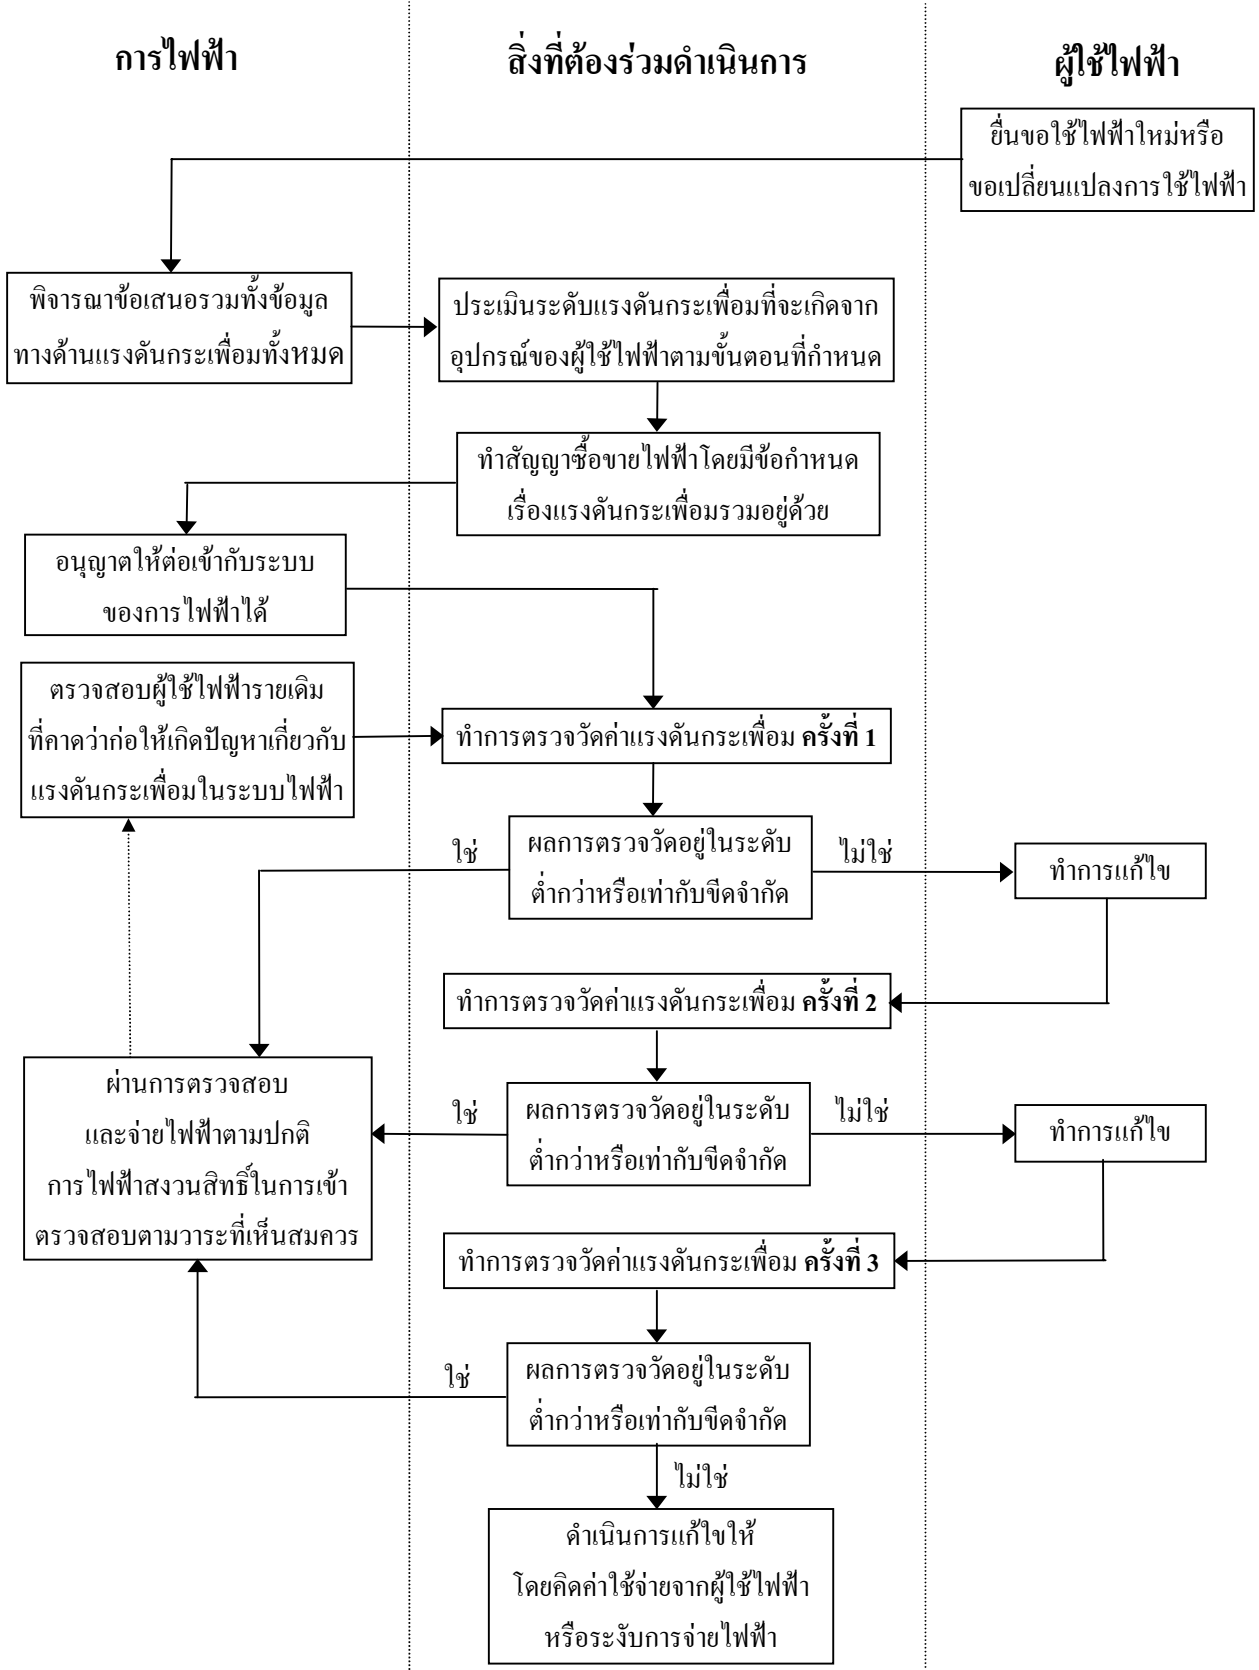 การไฟฟ้า
สิ่งที่ต้องร่วมดำเนินการ
ผู้ใช้ไฟฟ้า
ยื่นขอใช้ไฟฟ้าใหม่หรือ
ขอเปลี่ยนแปลงการใช้ไฟฟ้า
พิจารณาข้อเสนอรวมทั้งข้อมูล
ทางด้านแรงดันกระเพื่อมทั้งหมด
ประเมินระดับแรงดันกระเพื่อมที่จะเกิดจาก
อุปกรณ์ของผู้ใช้ไฟฟ้าตามขั้นตอนที่กำหนด
ทำสัญญาซื้อขายไฟฟ้าโดยมีข้อกำหนด
เรื่องแรงดันกระเพื่อมรวมอยู่ด้วย
อนุญาตให้ต่อเข้ากับระบบ
ของการไฟฟ้าได้
ตรวจสอบผู้ใช้ไฟฟ้ารายเดิม
ที่คาดว่าก่อให้เกิดปัญหาเกี่ยวกับ
แรงดันกระเพื่อมในระบบไฟฟ้า
ทำการตรวจวัดค่าแรงดันกระเพื่อม ครั้งที่ 1
ใช่
ผลการตรวจวัดอยู่ในระดับ
ต่ำกว่าหรือเท่ากับขีดจำกัด
ไม่ใช่
ทำการแก้ไข
ทำการตรวจวัดค่าแรงดันกระเพื่อม ครั้งที่ 2
ผ่านการตรวจสอบ
และจ่ายไฟฟ้าตามปกติ
การไฟฟ้าสงวนสิทธิ์ในการเข้า
ตรวจสอบตามวาระที่เห็นสมควร
ใช่
ผลการตรวจวัดอยู่ในระดับ
ต่ำกว่าหรือเท่ากับขีดจำกัด
ไม่ใช่
ทำการแก้ไข
ทำการตรวจวัดค่าแรงดันกระเพื่อม ครั้งที่ 3
ใช่
ผลการตรวจวัดอยู่ในระดับ
ต่ำกว่าหรือเท่ากับขีดจำกัด
ไม่ใช่
ดำเนินการแก้ใขให้
โดยคิดค่าใช้จ่ายจากผู้ใช้ไฟฟ้า
หรือระงับการจ่ายไฟฟ้า